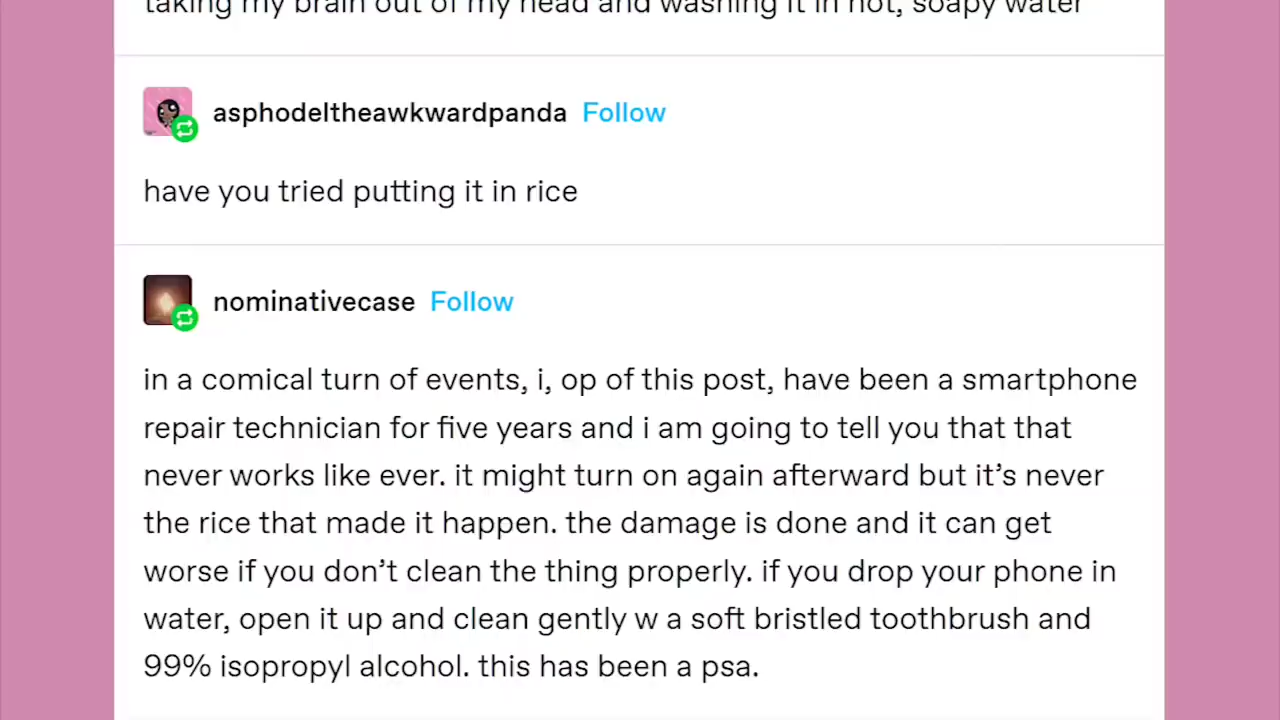 taking my brain out of my head and washing it in hot, soapy water
asphodeltheawkwardpanda Follow
have you tried putting it in rice
nominativecase Follow
in a comical turn of events, i, op of this post, have been a smartphone
repair technician for five years and i am going to tell you that that
never works like ever. it might turn on again afterward but it’s never
the rice that made it happen. the damage is done and it can get
worse if you don’t clean the thing properly. if you drop your phone in
water, open it up and clean gently w a soft bristled toothbrush and
99% isopropyl alcohol. this has been a psa.